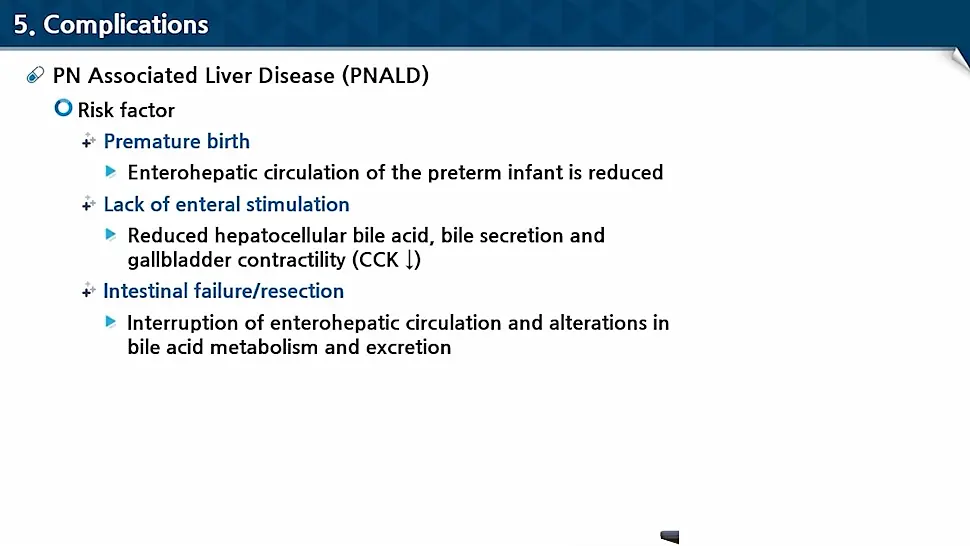 5. Complications
PN Associated Liver Disease (PNALD)
Risk factor
Premature birth
Enterohepatic circulation of the preterm infant is reduced
Lack of enteral stimulation
Reduced hepatocellular bile acid, bile secretion and
gallbladder contractility (CCK ↓)
Intestinal failure/resection
Interruption of enterohepatic circulation and alterations in
bile acid metabolism and excretion